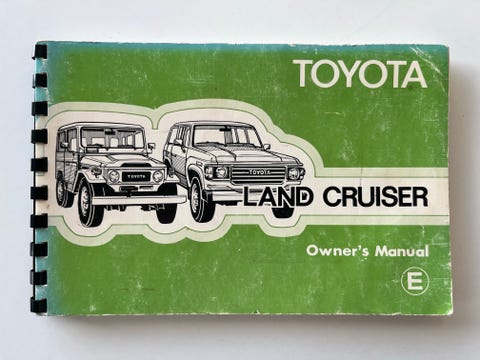 TOYOTA
TOYOTA
TOYOTA
LAND CRUISER
Owner's Manual
E